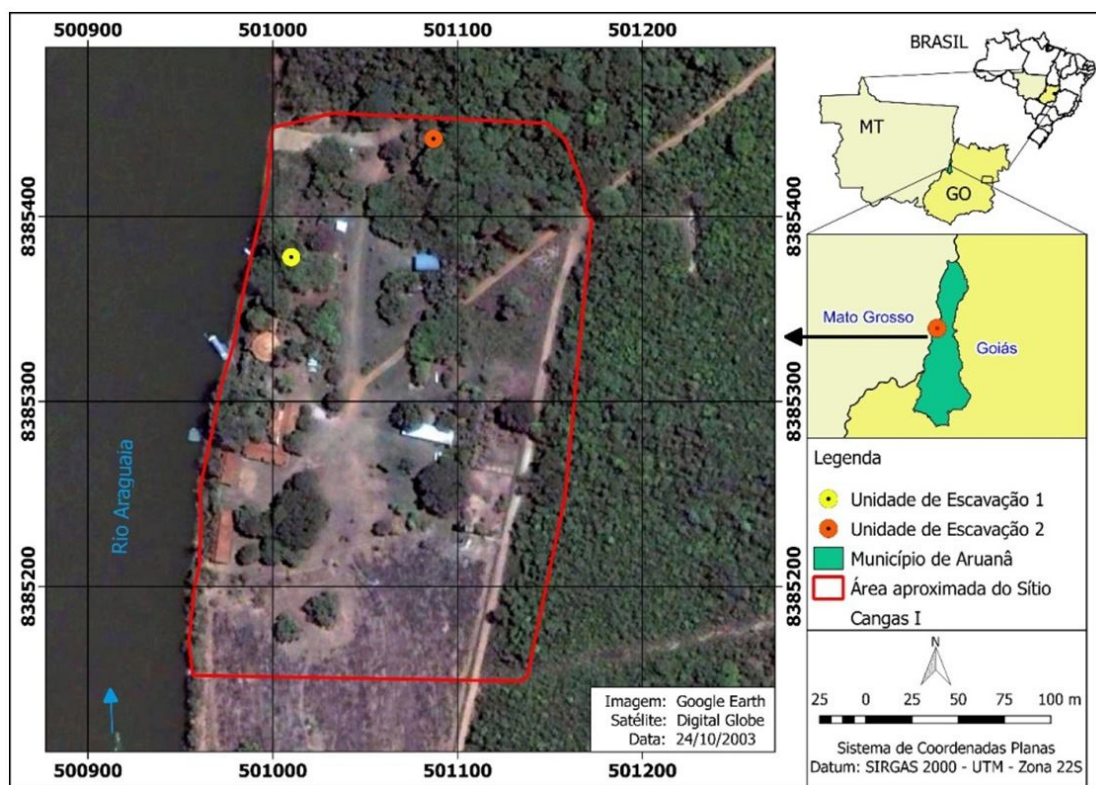 500900 501000 501100 501200
8385400
8385300
8385200
8385400
8385300
8385200
Rio Araguaia
Imagem: Google Earth
Satélite: Digital Globe
Data: 24/10/2003
500900 501000 501100 501200
BRASIL
MT
GO
Mato Grosso
Goiás
Legenda
Unidade de Escavação 1
Unidade de Escavação 2
Município de Aruanâ
Área aproximada do Sítio
Cangas I
N
25 0 25 50 75 100 m
Sistema de Coordenadas Planas
Datum: SIRGAS 2000 - UTM - Zona 22S